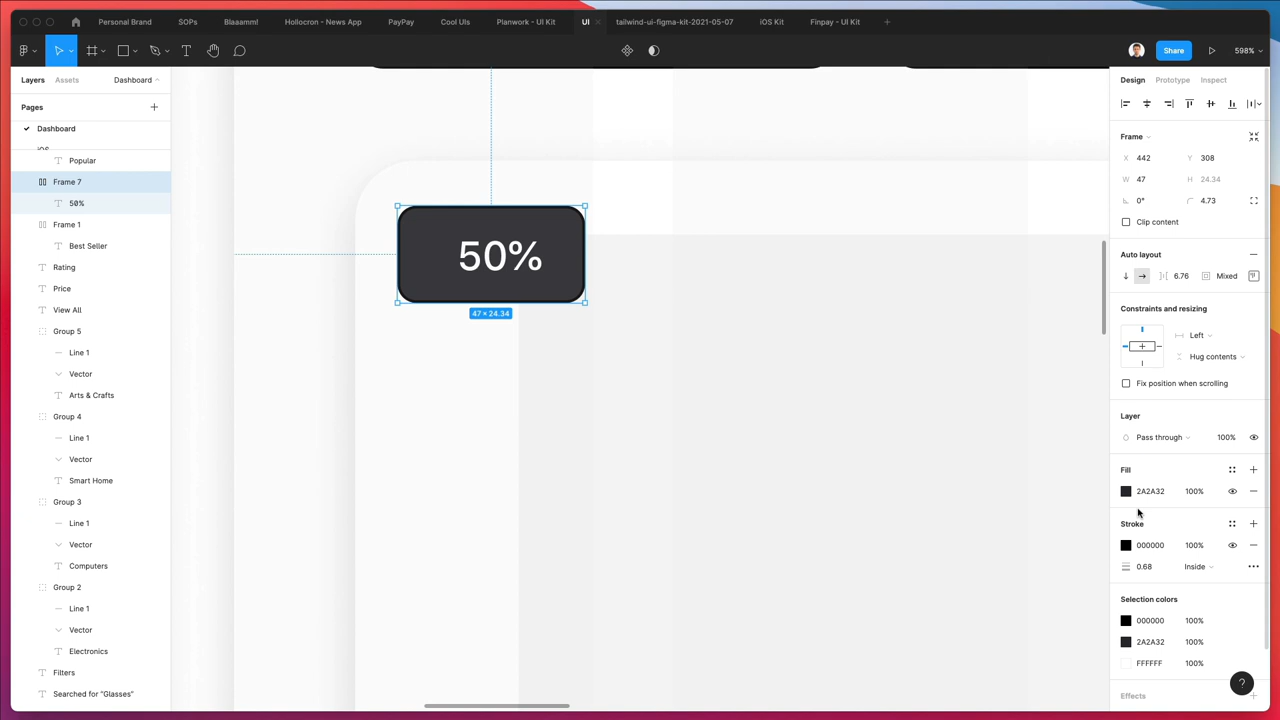 Personal Brand
SOPs
Blaaamm!
Hollocron - News App
PayPay
Cool UIs
Planwork - UI Kit
UI
tailwind-ui-figma-kit-2021-05-07
iOS Kit
Finpay - UI Kit
Share
598%
Layers
Assets
Dashboard
Pages
Dashboard
iOS
Popular
Frame 7
50%
Frame 1
Best Seller
Rating
Price
View All
Group 5
Line 1
Vector
Arts & Crafts
Group 4
Line 1
Vector
Smart Home
Group 3
Line 1
Vector
Computers
Group 2
Line 1
Vector
Electronics
Filters
Searched for "Glasses"
50%
47 × 24.34
Design
Prototype
Inspect
Frame
X 442
Y 308
W 47
H 24.34
0°
4.73
Clip content
Auto layout
6.76
Mixed
Constraints and resizing
Left
Hug contents
Fix position when scrolling
Layer
Pass through
100%
Fill
2A2A32
100%
Stroke
000000
100%
0.68
Inside
Selection colors
000000
100%
2A2A32
100%
FFFFFF
100%
Effects
?